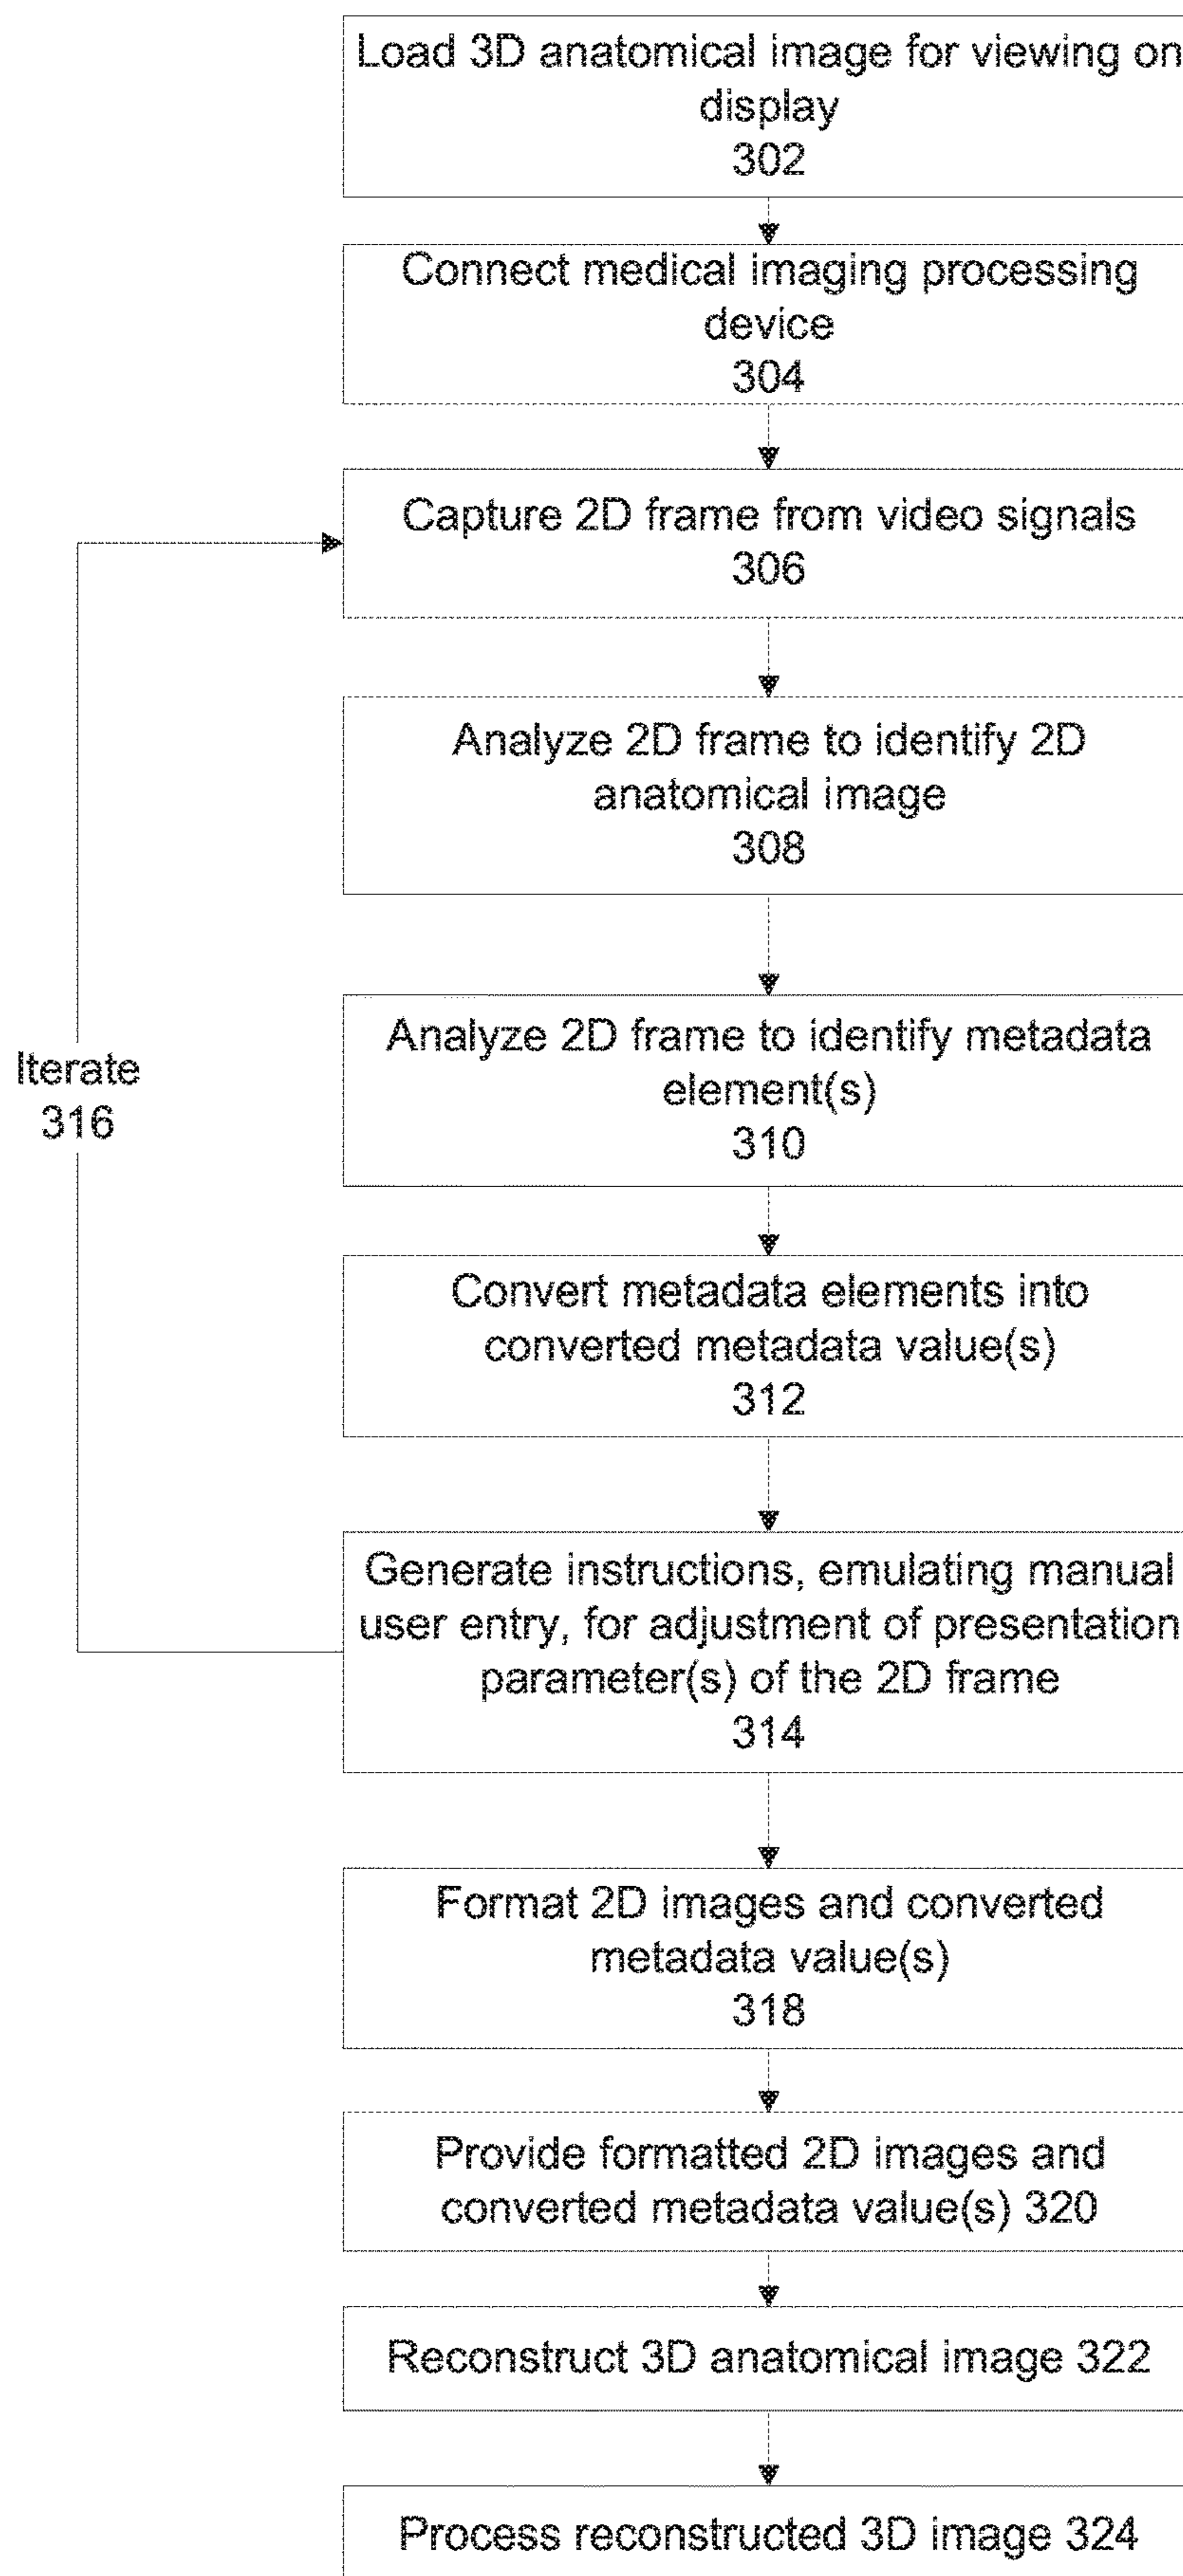 Load 3D anatomical image for viewing on
display
302
Connect medical imaging processing
device
304
Capture 2D frame from video signals
306
Analyze 2D frame to identify 2D
anatomical image
308
Analyze 2D frame to identify metadata
element(s)
310
Iterate
316
Convert metadata elements into
converted metadata value(s)
312
Generate instructions, emulating manual
user entry, for adjustment of presentation
parameter(s) of the 2D frame
314
Format 2D images and converted
metadata value(s)
318
Provide formatted 2D images and
converted metadata value(s) 320
Reconstruct 3D anatomical image 322
Process reconstructed 3D image 324